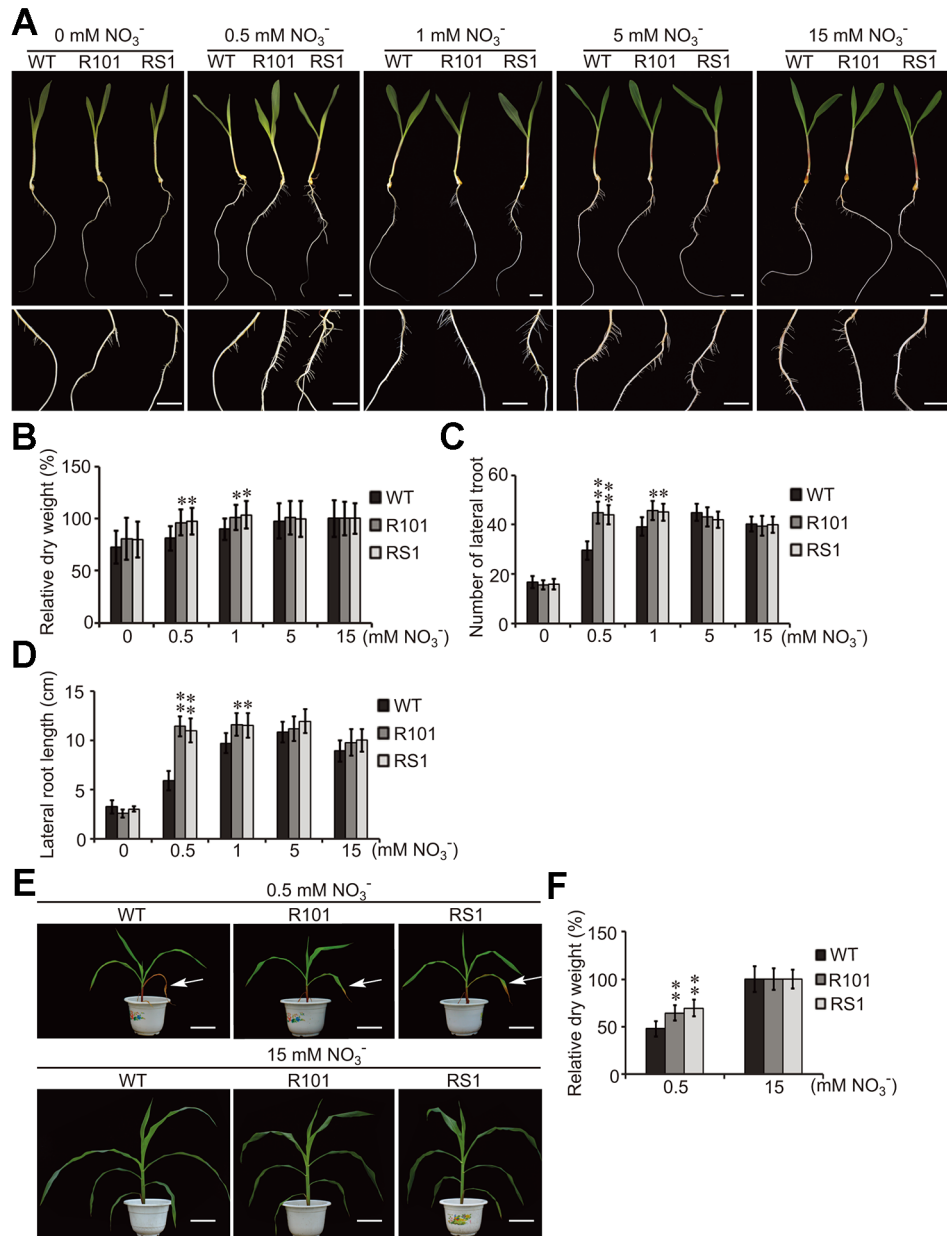 A
0 mM NO₃⁻ 0.5 mM NO₃⁻ 1 mM NO₃⁻ 5 mM NO₃⁻ 15 mM NO₃⁻
WT R101 RS1 WT R101 RS1 WT R101 RS1 WT R101 RS1 WT R101 RS1
B
Relative dry weight (%)
150
100
50
0
** **
WT
R101
RS1
0 0.5 1 5 15 (mM NO₃⁻)
C
Number of lateral troot
60
40
20
0
** ** **
WT
R101
RS1
0 0.5 1 5 15 (mM NO₃⁻)
D
Lateral root length (cm)
15
10
5
0
** ** **
WT
R101
RS1
0 0.5 1 5 15 (mM NO₃⁻)
E
0.5 mM NO₃⁻
WT R101 RS1
15 mM NO₃⁻
WT R101 RS1
F
Relative dry weight (%)
150
100
50
0
** **
WT
R101
RS1
0.5 15 (mM NO₃⁻)